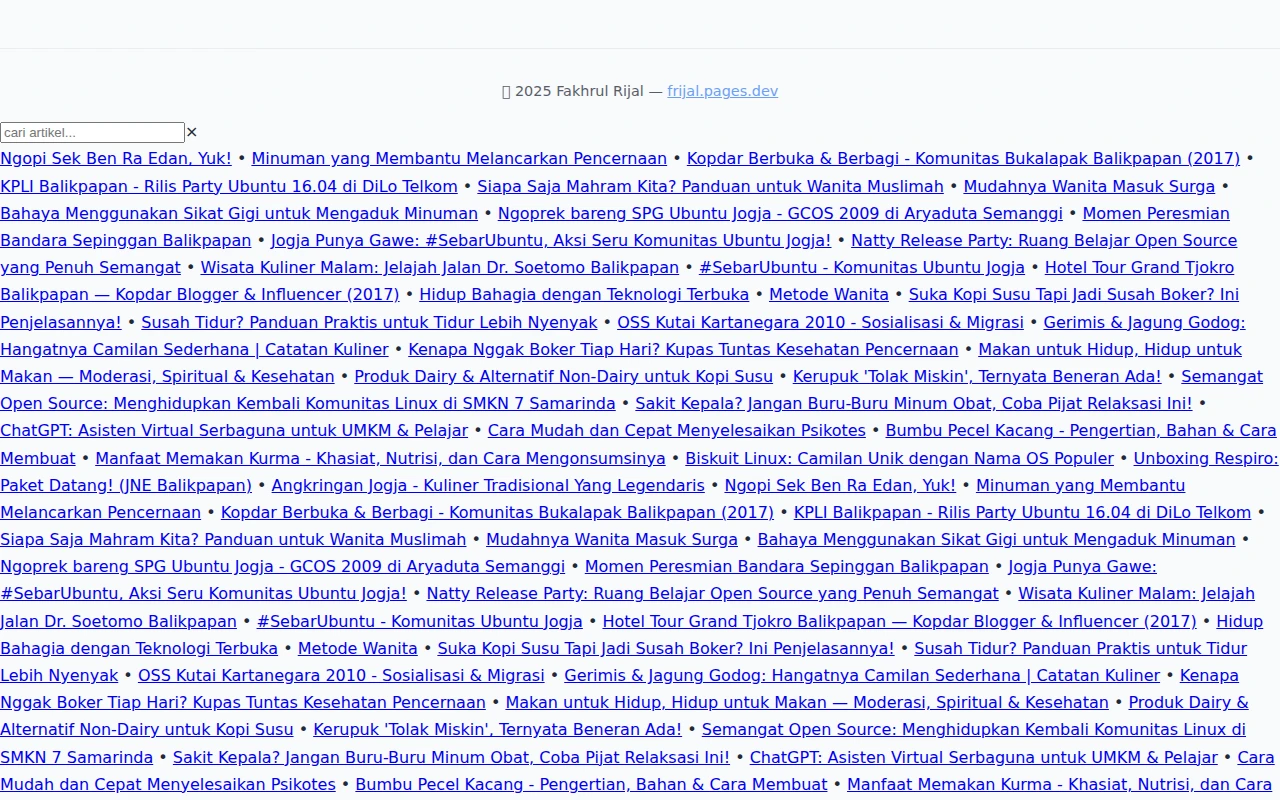 2025 Fakhrul Rijal — frijal.pages.dev
cari artikel... ×
Ngopi Sek Ben Ra Edan, Yuk! • Minuman yang Membantu Melancarkan Pencernaan • Kopdar Berbuka & Berbagi - Komunitas Bukalapak Balikpapan (2017) •
KPLI Balikpapan - Rilis Party Ubuntu 16.04 di DiLo Telkom • Siapa Saja Mahram Kita? Panduan untuk Wanita Muslimah • Mudahnya Wanita Masuk Surga •
Bahaya Menggunakan Sikat Gigi untuk Mengaduk Minuman • Ngoprek bareng SPG Ubuntu Jogja - GCOS 2009 di Aryaduta Semanggi • Momen Peresmian
Bandara Sepinggan Balikpapan • Jogja Punya Gawe: #SebarUbuntu, Aksi Seru Komunitas Ubuntu Jogja! • Natty Release Party: Ruang Belajar Open Source
yang Penuh Semangat • Wisata Kuliner Malam: Jelajah Jalan Dr. Soetomo Balikpapan • #SebarUbuntu - Komunitas Ubuntu Jogja • Hotel Tour Grand Tjokro
Balikpapan — Kopdar Blogger & Influencer (2017) • Hidup Bahagia dengan Teknologi Terbuka • Metode Wanita • Suka Kopi Susu Tapi Jadi Susah Boker? Ini
Penjelasannya! • Susah Tidur? Panduan Praktis untuk Tidur Lebih Nyenyak • OSS Kutai Kartanegara 2010 - Sosialisasi & Migrasi • Gerimis & Jagung Godog:
Hangatnya Camilan Sederhana | Catatan Kuliner • Kenapa Nggak Boker Tiap Hari? Kupas Tuntas Kesehatan Pencernaan • Makan untuk Hidup, Hidup untuk
Makan — Moderasi, Spiritual & Kesehatan • Produk Dairy & Alternatif Non-Dairy untuk Kopi Susu • Kerupuk 'Tolak Miskin', Ternyata Beneran Ada! • Semangat
Open Source: Menghidupkan Kembali Komunitas Linux di SMKN 7 Samarinda • Sakit Kepala? Jangan Buru-Buru Minum Obat, Coba Pijat Relaksasi Ini! •
ChatGPT: Asisten Virtual Serbaguna untuk UMKM & Pelajar • Cara Mudah dan Cepat Menyelesaikan Psikotes • Bumbu Pecel Kacang - Pengertian, Bahan & Cara
Membuat • Manfaat Memakan Kurma - Khasiat, Nutrisi, dan Cara Mengonsumsinya • Biskuit Linux: Camilan Unik dengan Nama OS Populer • Unboxing Respiro:
Paket Datang! (JNE Balikpapan) • Angkringan Jogja - Kuliner Tradisional Yang Legendaris • Ngopi Sek Ben Ra Edan, Yuk! • Minuman yang Membantu
Melancarkan Pencernaan • Kopdar Berbuka & Berbagi - Komunitas Bukalapak Balikpapan (2017) • KPLI Balikpapan - Rilis Party Ubuntu 16.04 di DiLo Telkom •
Siapa Saja Mahram Kita? Panduan untuk Wanita Muslimah • Mudahnya Wanita Masuk Surga • Bahaya Menggunakan Sikat Gigi untuk Mengaduk Minuman •
Ngoprek bareng SPG Ubuntu Jogja - GCOS 2009 di Aryaduta Semanggi • Momen Peresmian Bandara Sepinggan Balikpapan • Jogja Punya Gawe:
#SebarUbuntu, Aksi Seru Komunitas Ubuntu Jogja! • Natty Release Party: Ruang Belajar Open Source yang Penuh Semangat • Wisata Kuliner Malam: Jelajah
Jalan Dr. Soetomo Balikpapan • #SebarUbuntu - Komunitas Ubuntu Jogja • Hotel Tour Grand Tjokro Balikpapan — Kopdar Blogger & Influencer (2017) • Hidup
Bahagia dengan Teknologi Terbuka • Metode Wanita • Suka Kopi Susu Tapi Jadi Susah Boker? Ini Penjelasannya! • Susah Tidur? Panduan Praktis untuk Tidur
Lebih Nyenyak • OSS Kutai Kartanegara 2010 - Sosialisasi & Migrasi • Gerimis & Jagung Godog: Hangatnya Camilan Sederhana | Catatan Kuliner • Kenapa
Nggak Boker Tiap Hari? Kupas Tuntas Kesehatan Pencernaan • Makan untuk Hidup, Hidup untuk Makan — Moderasi, Spiritual & Kesehatan • Produk Dairy &
Alternatif Non-Dairy untuk Kopi Susu • Kerupuk 'Tolak Miskin', Ternyata Beneran Ada! • Semangat Open Source: Menghidupkan Kembali Komunitas Linux di
SMKN 7 Samarinda • Sakit Kepala? Jangan Buru-Buru Minum Obat, Coba Pijat Relaksasi Ini! • ChatGPT: Asisten Virtual Serbaguna untuk UMKM & Pelajar • Cara
Mudah dan Cepat Menyelesaikan Psikotes • Bumbu Pecel Kacang - Pengertian, Bahan & Cara Membuat • Manfaat Memakan Kurma - Khasiat, Nutrisi, dan Cara